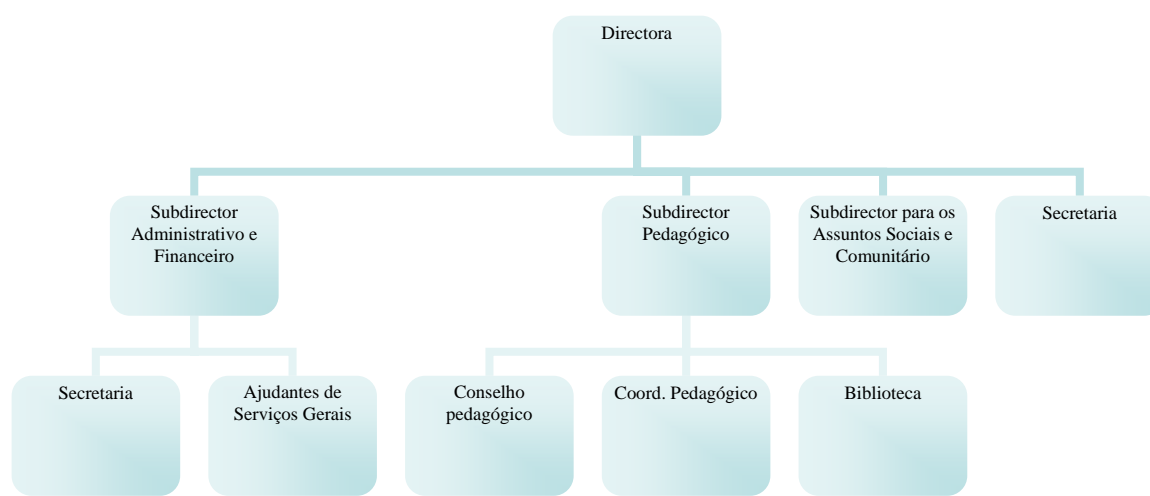 Directora
Subdirector
Administrativo e
Financeiro
Subdirector
Pedagógico
Subdirector para os
Assuntos Sociais e
Comunitário
Secretaria
Secretaria
Ajudantes de
Serviços Gerais
Conselho
pedagógico
Coord. Pedagógico
Biblioteca